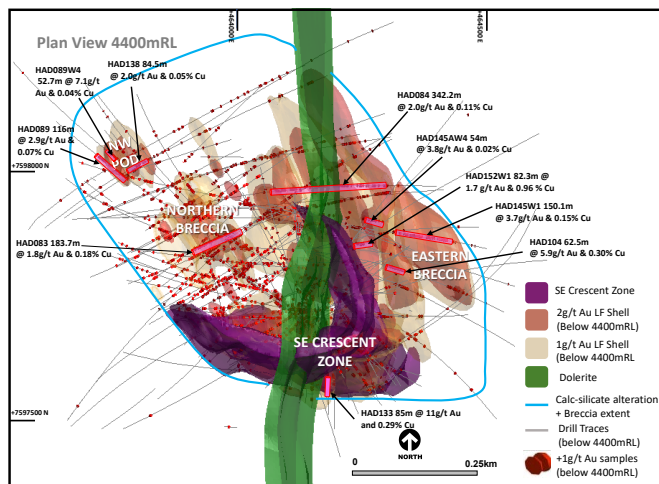 4640000
464500 E
Plan View 4400mRL
HAD089W4
52.7m @ 7.1g/t
Au & 0.04% Cu
HAD138 84.5m
@ 2.0g/t Au & 0.05% Cu
HAD084 342.2m
@ 2.0g/t Au & 0.11% Cu
HAD089 116m
@ 2.9g/t Au &
0.07% Cu
HAD145AW4 54m
@ 3.8g/t Au & 0.02% Cu
NW
POD
+7598000 N
HAD152W1 82.3m @
1.7 g/t Au & 0.96 % Cu
HAD145W1 150.1m
@ 3.7g/t Au & 0.15% Cu
NORTHERN
BRECCIA
HAD083 183.7m
@ 1.8g/t Au & 0.18% Cu
EASTERN
BRECCIA
HAD104 62.5m
@ 5.9g/t Au & 0.30% Cu
SE CRESCENT
ZONE
SE Crescent Zone
2g/t Au LF Shell
(Below 4400mRL)
1g/t Au LF Shell
(Below 4400mRL
Dolerite
Calc-silicate alteration
+ Breccia extent
Drill Traces
(below 4400mRL)
+1g/t Au samples
(below 4400mRL)
+7597500 N
HAD133 85m @ 11g/t Au
and 0.29% Cu
NORTH
0
0.25km